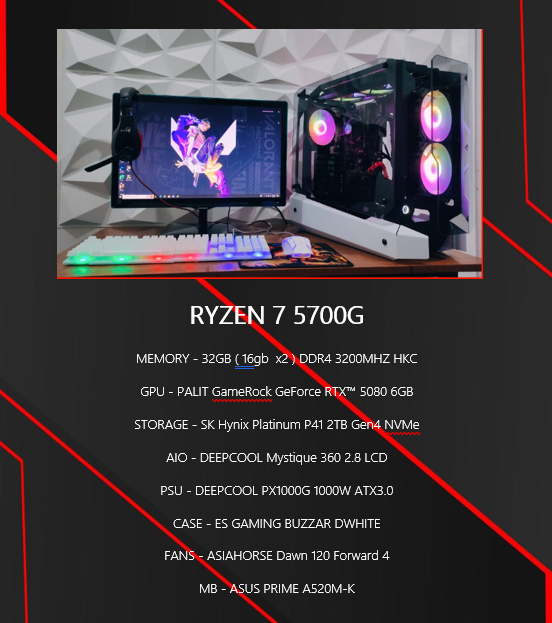 VALORANT
RYZEN 7 5700G
MEMORY – 32GB ( 16gb  x2 ) DDR4 3200MHZ HKC
GPU – PALIT GameRock GeForce RTX™ 5080 6GB
STORAGE – SK Hynix Platinum P41 2TB Gen4 NVMe
AIO – DEEPCOOL Mystique 360 2.8 LCD
PSU – DEEPCOOL PX1000G 1000W ATX3.0
CASE – ES GAMING BUZZAR DWHITE
FANS – ASIAHORSE Dawn 120 Forward 4
MB – ASUS PRIME A520M-K